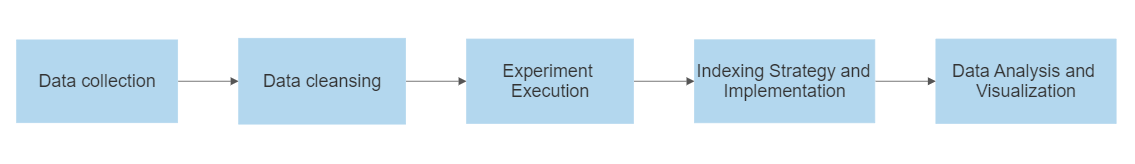 Data collection
Data cleansing
Experiment
Execution
Indexing Strategy and
Implementation
Data Analysis and
Visualization